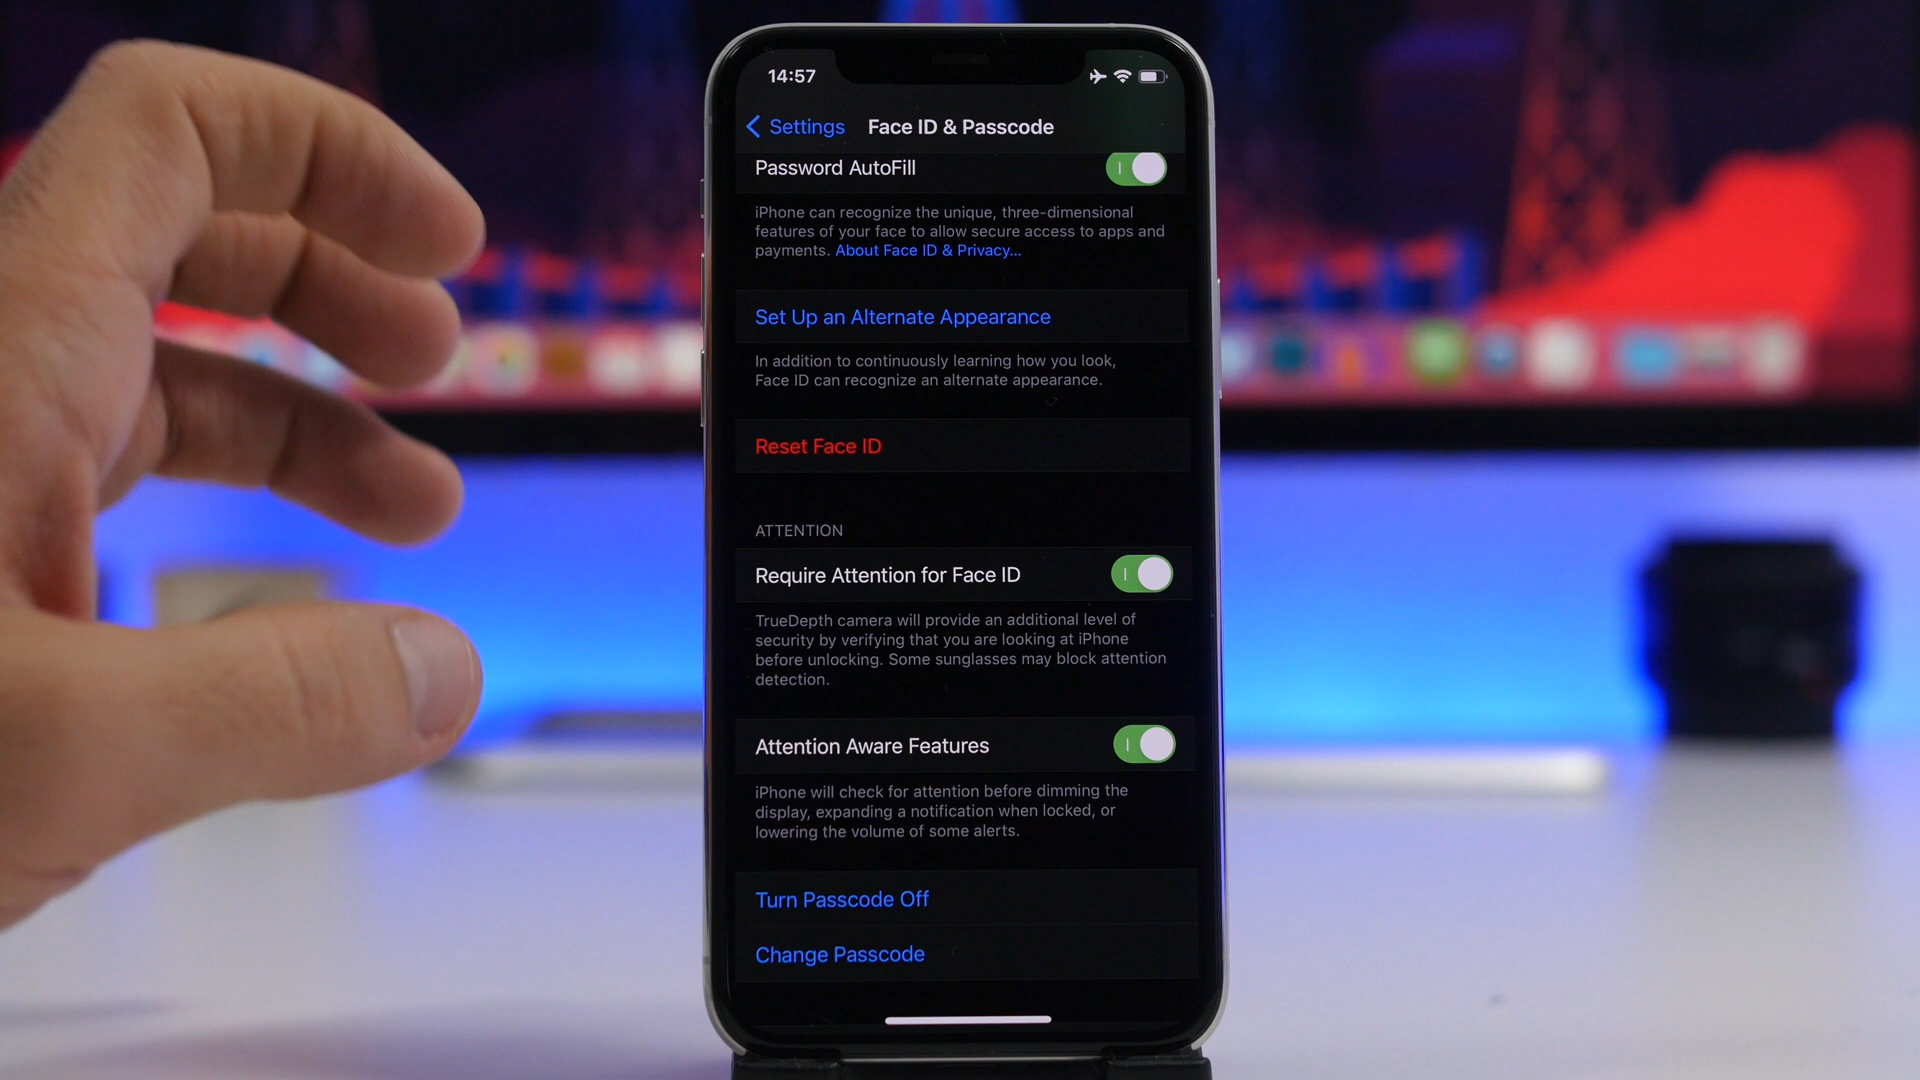 14:57
Settings Face ID & Passcode
Password AutoFill
iPhone can recognize the unique, three-dimensional
features of your face to allow secure access to apps and
payments. About Face ID & Privacy...
Set Up an Alternate Appearance
In addition to continuously learning how you look,
Face ID can recognize an alternate appearance.
Reset Face ID
ATTENTION
Require Attention for Face ID
TrueDepth camera will provide an additional level of
security by verifying that you are looking at iPhone
before unlocking. Some sunglasses may block attention
detection.
Attention Aware Features
iPhone will check for attention before dimming the
display, expanding a notification when locked, or
lowering the volume of some alerts.
Turn Passcode Off
Change Passcode